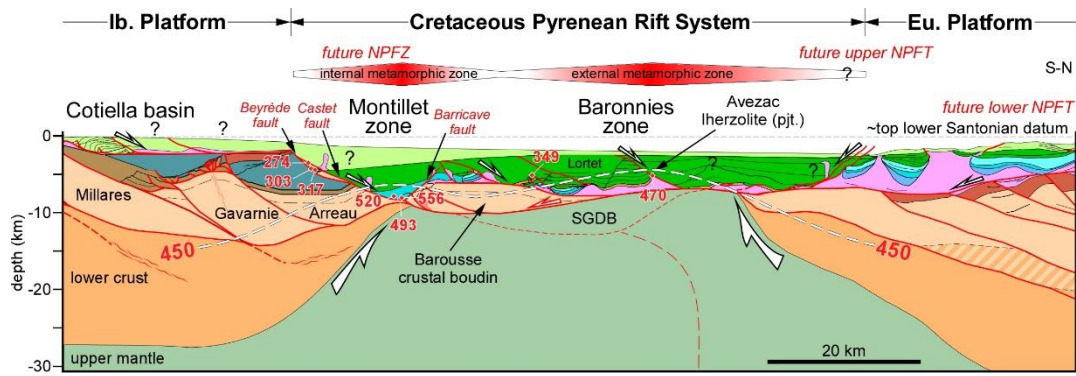 Ib. Platform
Cretaceous Pyrenean Rift System
Eu. Platform
future NPFZ
future upper NPFT
internal metamorphic zone
external metamorphic zone
?
S-N
Cotiella basin
Beyrède
fault
Castet
fault
Montillet
zone
Barricave
fault
Baronnies
zone
Avezac
lherzolite (pjt.)
future lower NPFT
~top lower Santonian datum
0
?
?
?
274
303
317
349
Lortet
?
?
Millares
Gavarnie
Arreau
520
556
470
-10
493
SGDB
450
450
Barousse
crustal boudin
lower crust
depth (km)
-20
upper mantle
20 km
-30